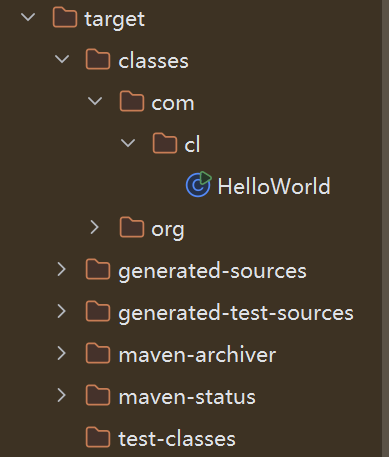 target
classes
com
cl
HelloWorld
org
generated-sources
generated-test-sources
maven-archiver
maven-status
test-classes